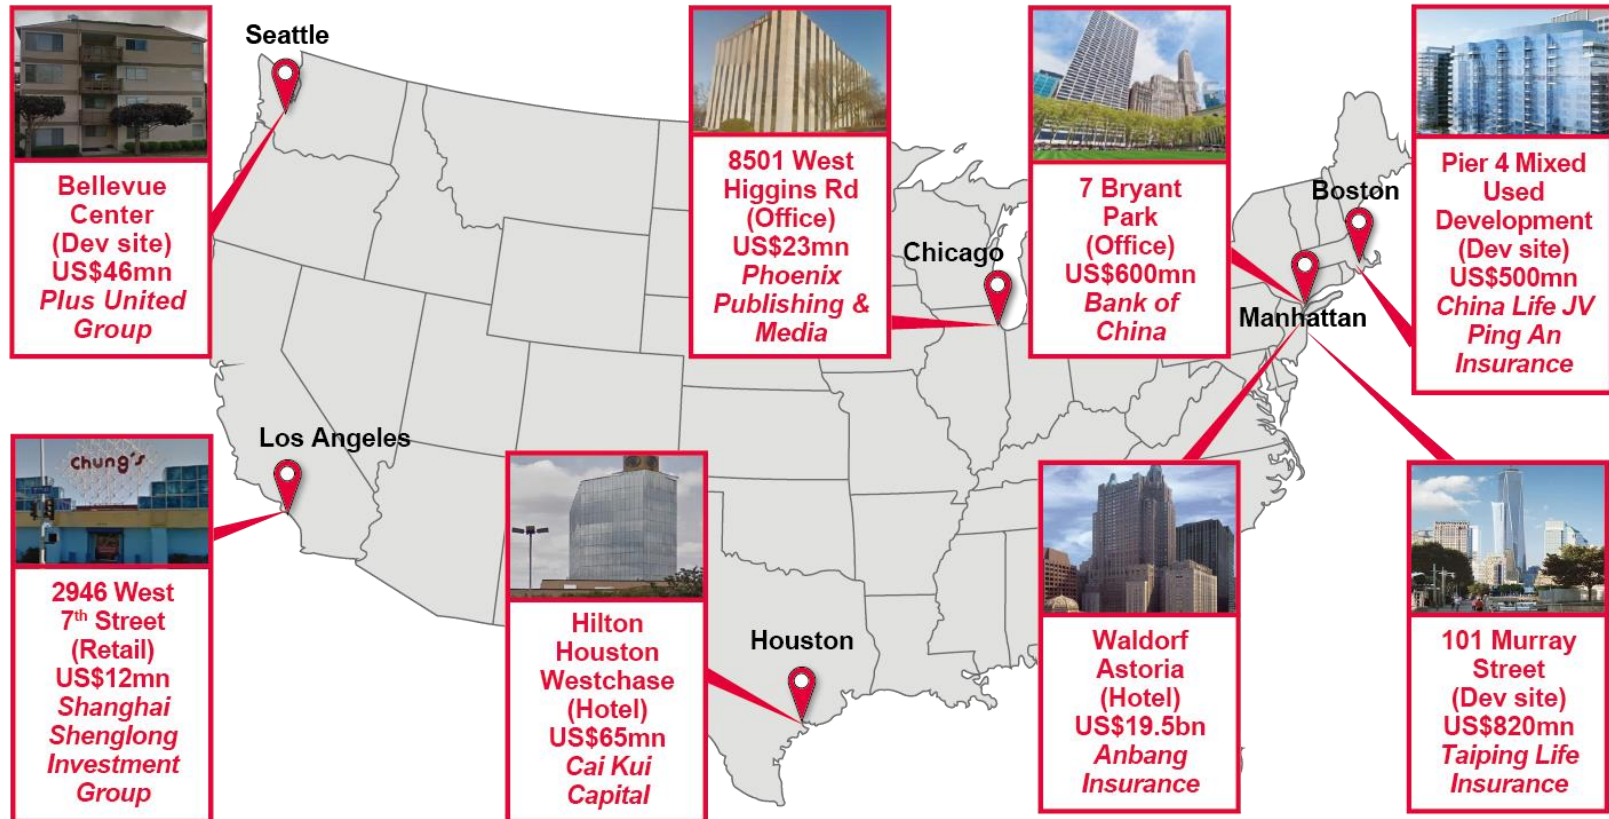 Seattle
Bellevue
Center
(Dev site)
US$46mn
Plus United
Group
8501 West
Higgins Rd
(Office)
US$23mn
Phoenix
Publishing &
Media
Chicago
7 Bryant
Park
(Office)
US$600mn
Bank of
China
Boston
Manhattan
Pier 4 Mixed
Used
Development
(Dev site)
US$500mn
China Life JV
Ping An
Insurance
Los Angeles
chung's
2946 West
7th Street
(Retail)
US$12mn
Shanghai
Shenglong
Investment
Group
Hilton
Houston
Westchase
(Hotel)
US$65mn
Cai Kui
Capital
Houston
Waldorf
Astoria
(Hotel)
US$19.5bn
Anbang
Insurance
101 Murray
Street
(Dev site)
US$820mn
Taiping Life
Insurance